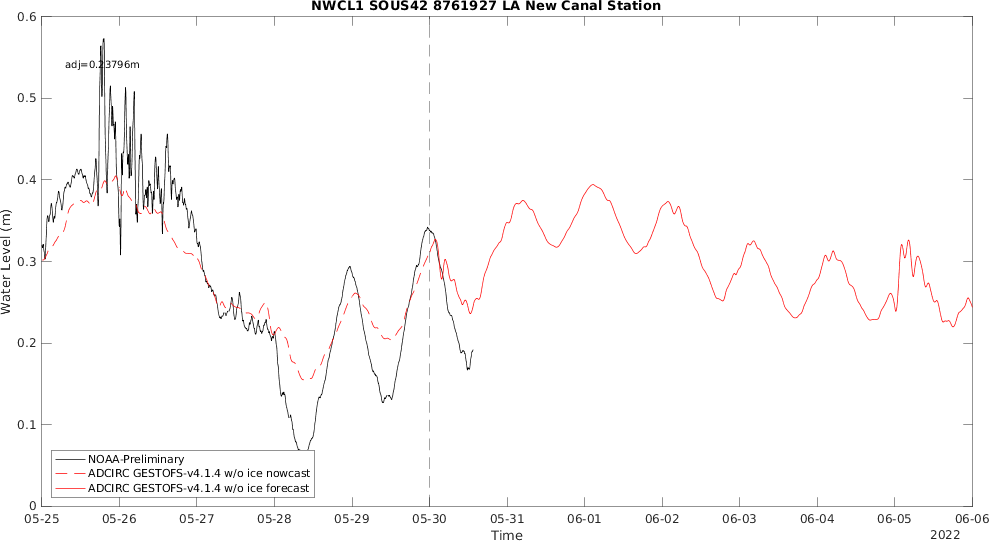 NWCL1 SOUS42 8761927 LA New Canal Station
0.6
adj=0.23796m
0.5
0.4
0.3
0.2
0.1
0
Water Level (m)
NOAA-Preliminary
ADCIRC GESTOFS-v4.1.4 w/o ice nowcast
ADCIRC GESTOFS-v4.1.4 w/o ice forecast
05-25 05-26 05-27 05-28 05-29 05-30 05-31 06-01 06-02 06-03 06-04 06-05 06-06
Time
2022